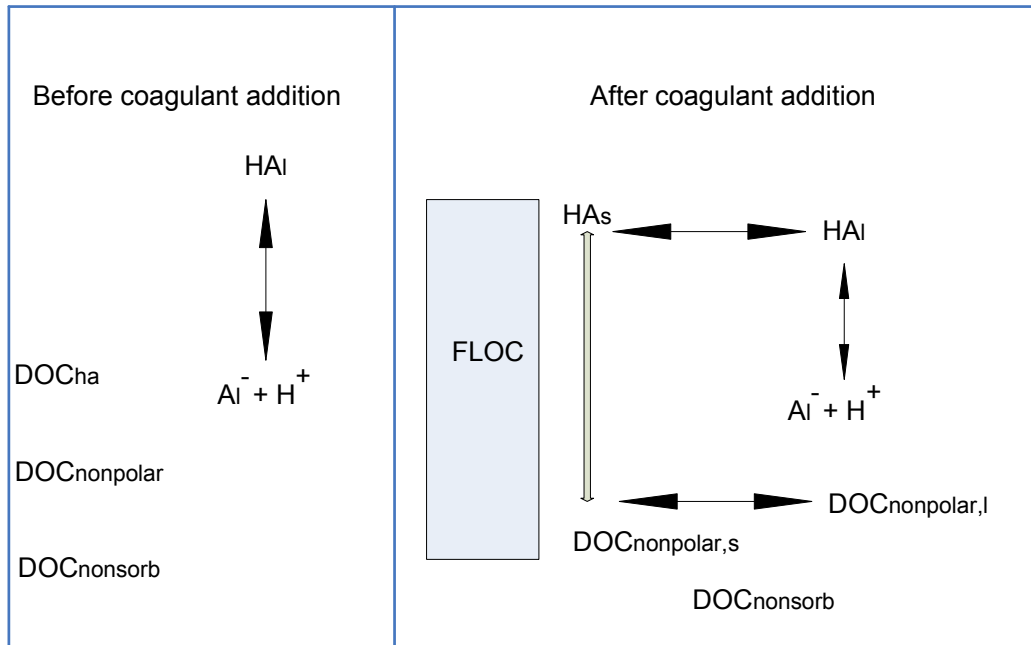 Before coagulant addition
HAl
Al- + H+
DOCha
DOCnonpolar
DOCnonsorb
After coagulant addition
HAs
HAl
FLOC
Al- + H+
DOCnonpolar,l
DOCnonpolar,s
DOCnonsorb